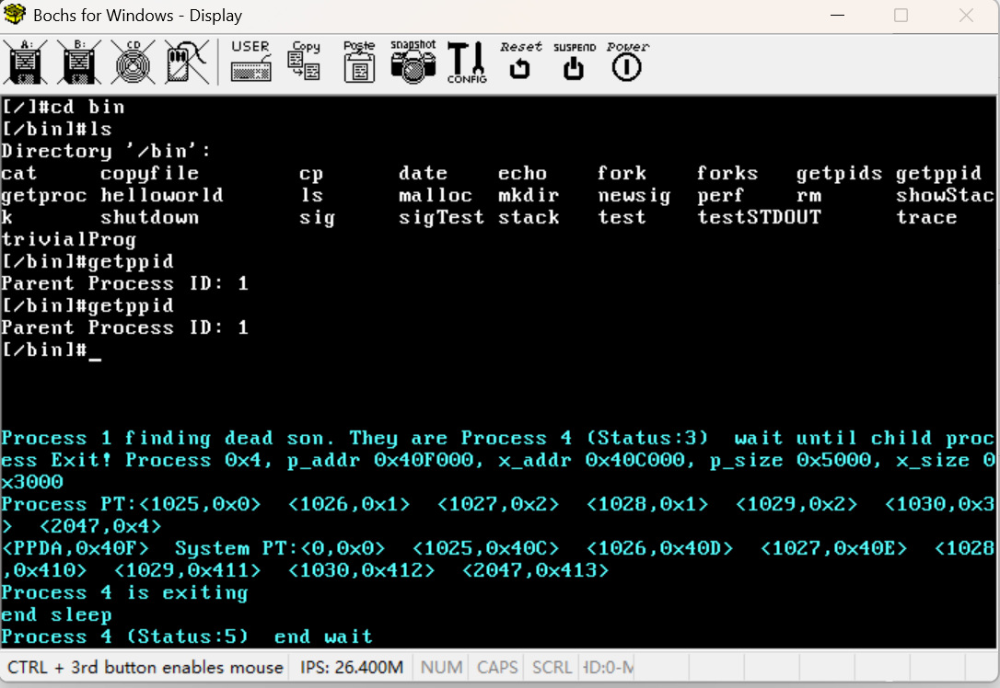 Bochs for Windows - Display
A: B: CD USER Copy Paste snapshot CONFIG Reset SUSPEND Power
[/]#cd bin
[/bin]#ls
Directory '/bin':
cat copyfile cp date echo fork forks getpids getppid
getproc helloworld ls malloc mkdir newsig perf rm showStac
k shutdown sig sigTest stack test testSTDOUT trace
trivialProg
[/bin]#getppid
Parent Process ID: 1
[/bin]#getppid
Parent Process ID: 1
[/bin]#_
Process 1 finding dead son. They are Process 4 (Status:3) wait until child proc
ess Exit! Process 0x4, p_addr 0x40F000, x_addr 0x40C000, p_size 0x5000, x_size 0
x3000
Process PT:<1025,0x0> <1026,0x1> <1027,0x2> <1028,0x1> <1029,0x2> <1030,0x3
> <2047,0x4>
<PPDA,0x40F> System PT:<0,0x0> <1025,0x40C> <1026,0x40D> <1027,0x40E> <1028
,0x410> <1029,0x411> <1030,0x412> <2047,0x413>
Process 4 is exiting
end sleep
Process 4 (Status:5) end wait
CTRL + 3rd button enables mouse IPS: 26.400M NUM CAPS SCRL HD:0-M